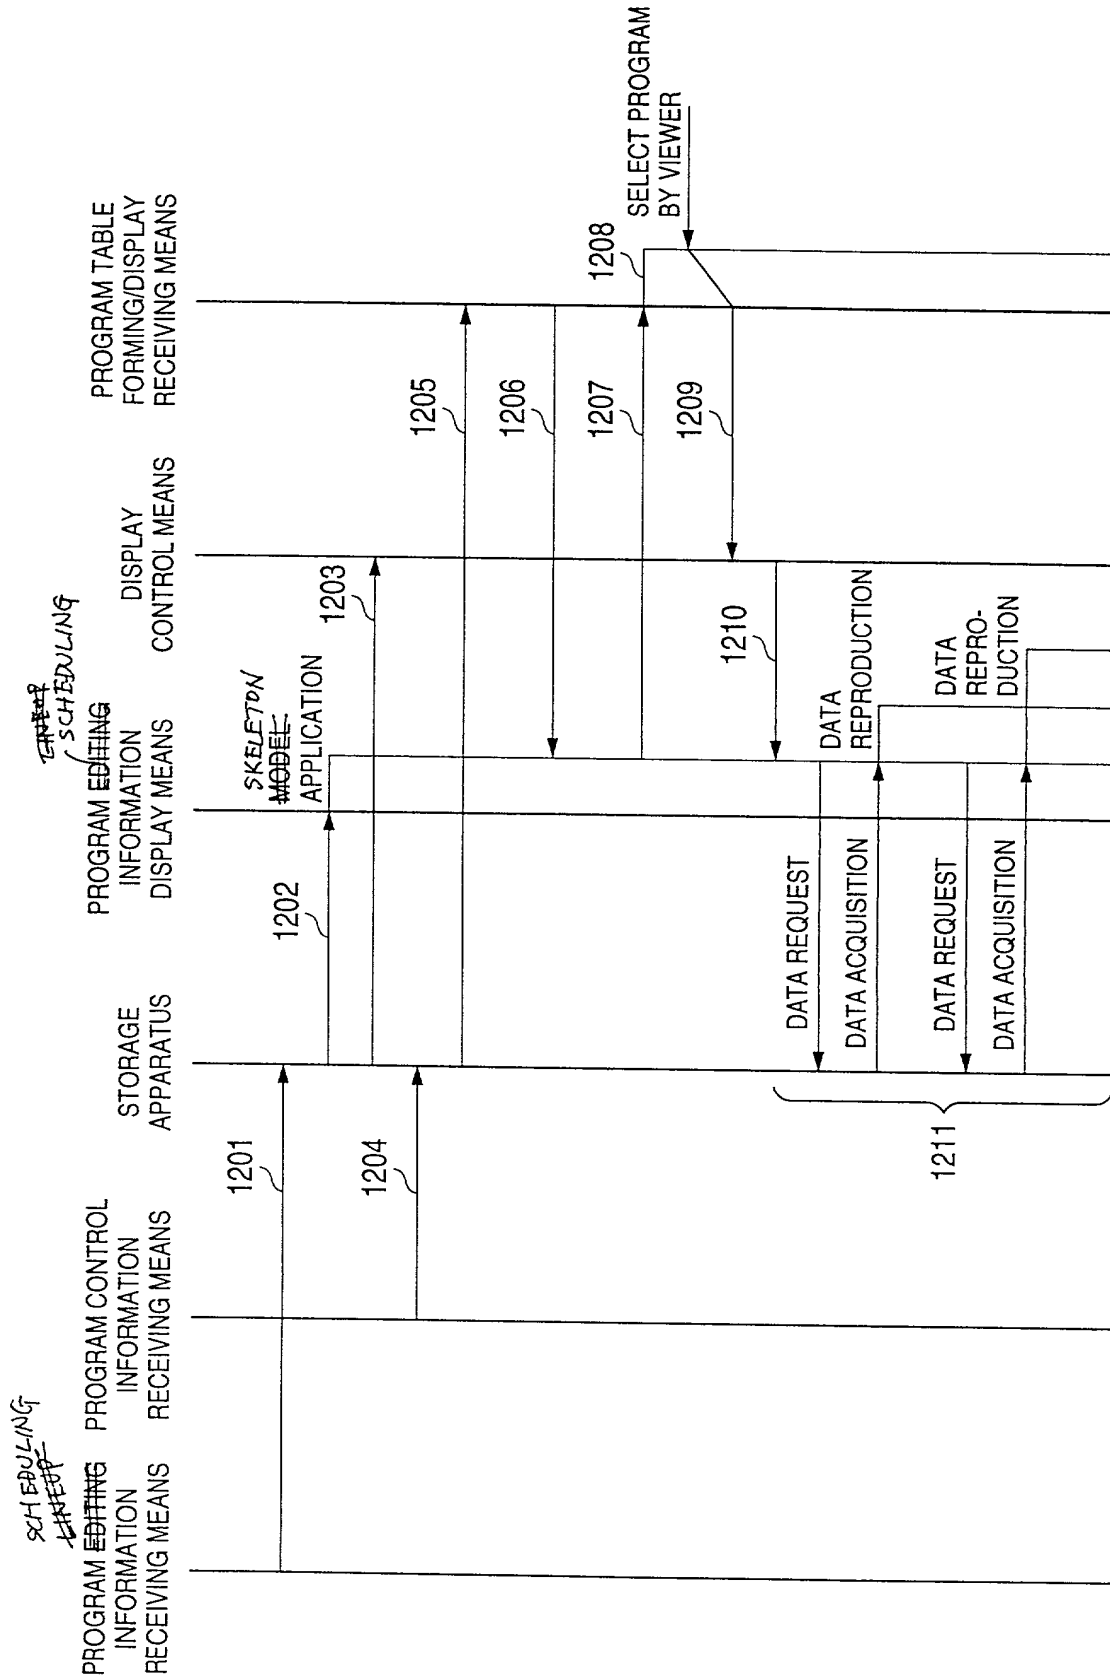 SCHEDULING
LINEUP
PROGRAM EDITING
INFORMATION
RECEIVING MEANS
PROGRAM CONTROL
INFORMATION
RECEIVING MEANS
STORAGE
APPARATUS
LINEUP
SCHEDULING
PROGRAM EDITING
INFORMATION
DISPLAY MEANS
DISPLAY
CONTROL MEANS
PROGRAM TABLE
FORMING/DISPLAY
RECEIVING MEANS
1201
1202
SKELETON
MODEL
APPLICATION
1203
1204
1205
1206
1207
1208
SELECT PROGRAM
BY VIEWER
1209
1210
DATA REQUEST
DATA
REPRODUCTION
DATA ACQUISITION
DATA REQUEST
DATA
REPRO-
DUCTION
DATA ACQUISITION
1211